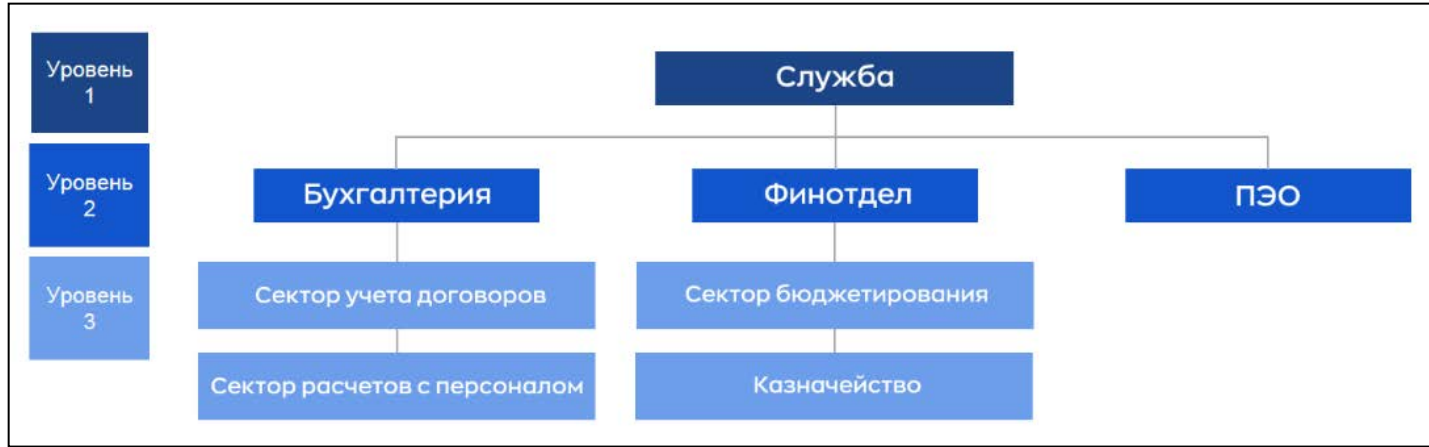 Уровень
1
Служба
Уровень
2
Бухгалтерия
Финотдел
ПЭО
Уровень
3
Сектор учета договоров
Сектор бюджетирования
Сектор расчетов с персоналом
Казначейство